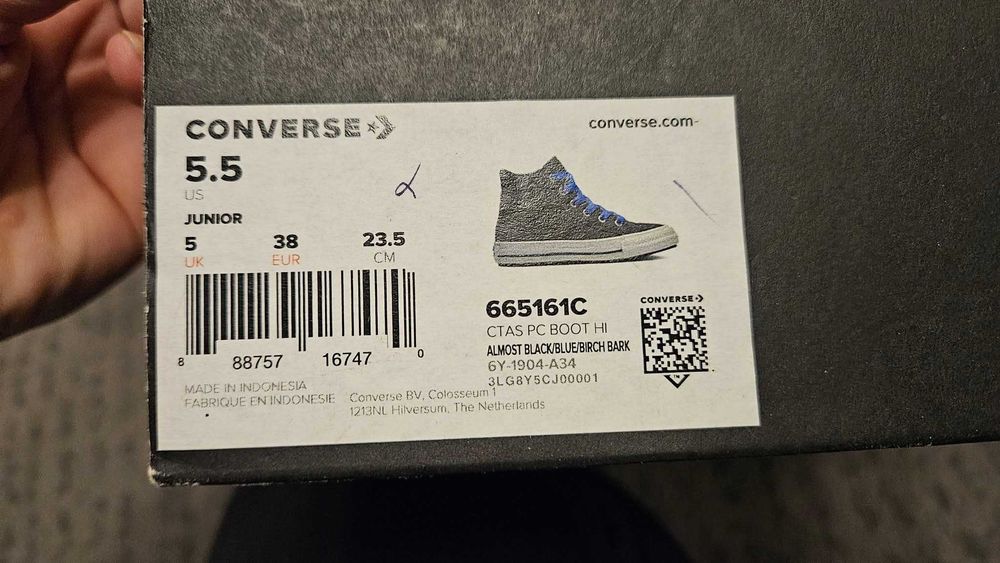 CONVERSE
converse.com
5.5
US
JUNIOR
5 38 23.5
UK EUR CM
8 88757 16747 0
MADE IN INDONESIA
FABRIQUE EN INDONESIE
Converse BV, Colosseum 1
1213NL Hilversum, The Netherlands
665161C
CTAS PC BOOT HI
ALMOST BLACK/BLUE/BIRCH BARK
6Y-1904-A34
3LG8Y5CJ00001
CONVERSE